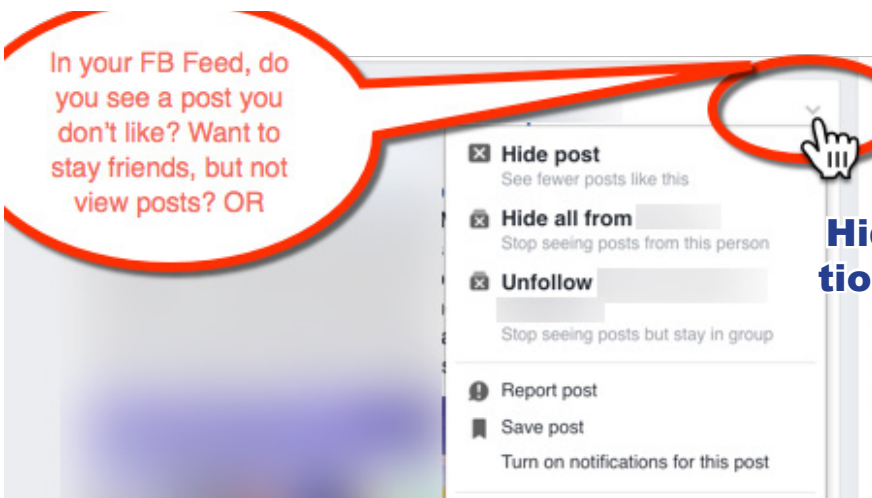 In your FB Feed, do
you see a post you
don't like? Want to
stay friends, but not
view posts? OR
Hide post
See fewer posts like this
Hide all from
Stop seeing posts from this person
Unfollow
Stop seeing posts but stay in group
Report post
Save post
Turn on notifications for this post